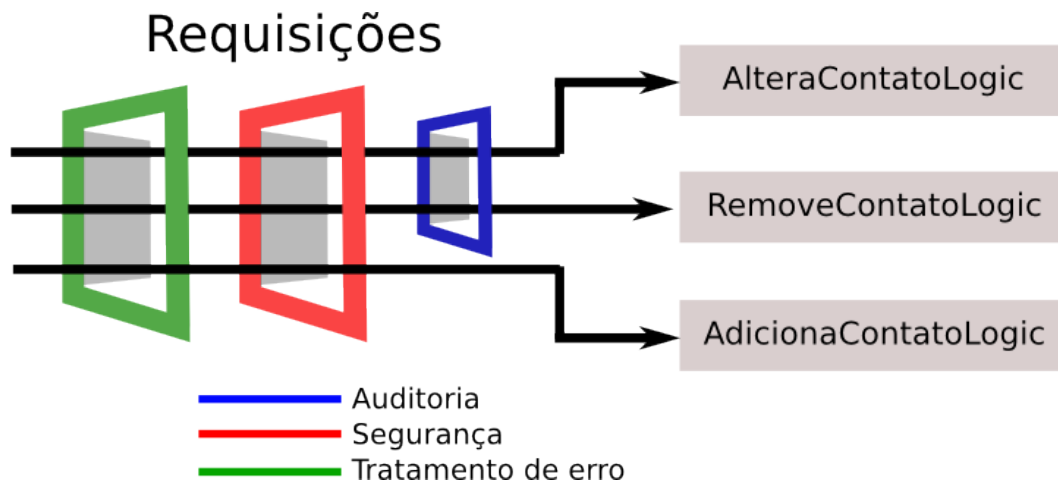 Requisições
AlteraContatoLogic
RemoveContatoLogic
AdicionaContatoLogic
Auditoria
Segurança
Tratamento de erro